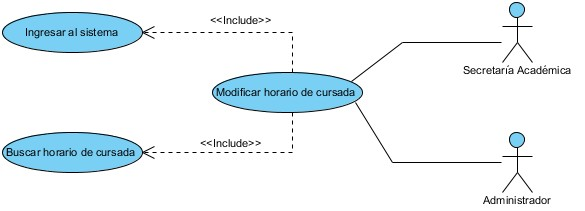 Ingresar al sistema
<<Include>>
Secretaría Académica
Modificar horario de cursada
<<Include>>
Buscar horario de cursada
Administrador